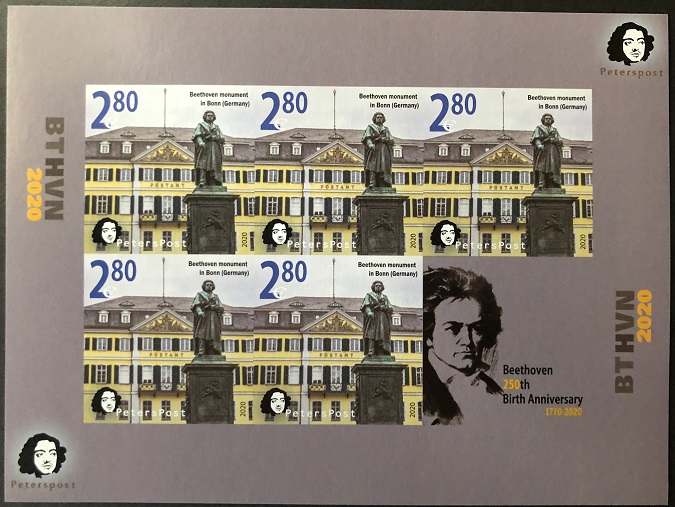 Peterspost
BTHVN
2020
2.80
Beethoven monument
in Bonn (Germany)
POSTAMT
PetersPost
2020
2.80
Beethoven monument
in Bonn (Germany)
POSTAMT
PetersPost
2020
2.80
Beethoven monument
in Bonn (Germany)
POSTAMT
PetersPost
2020
2.80
Beethoven monument
in Bonn (Germany)
POSTAMT
PetersPost
2020
2.80
Beethoven monument
in Bonn (Germany)
POSTAMT
PetersPost
2020
Beethoven
250th
Birth Anniversary
1770-2020
BTHVN
2020
Peterspost